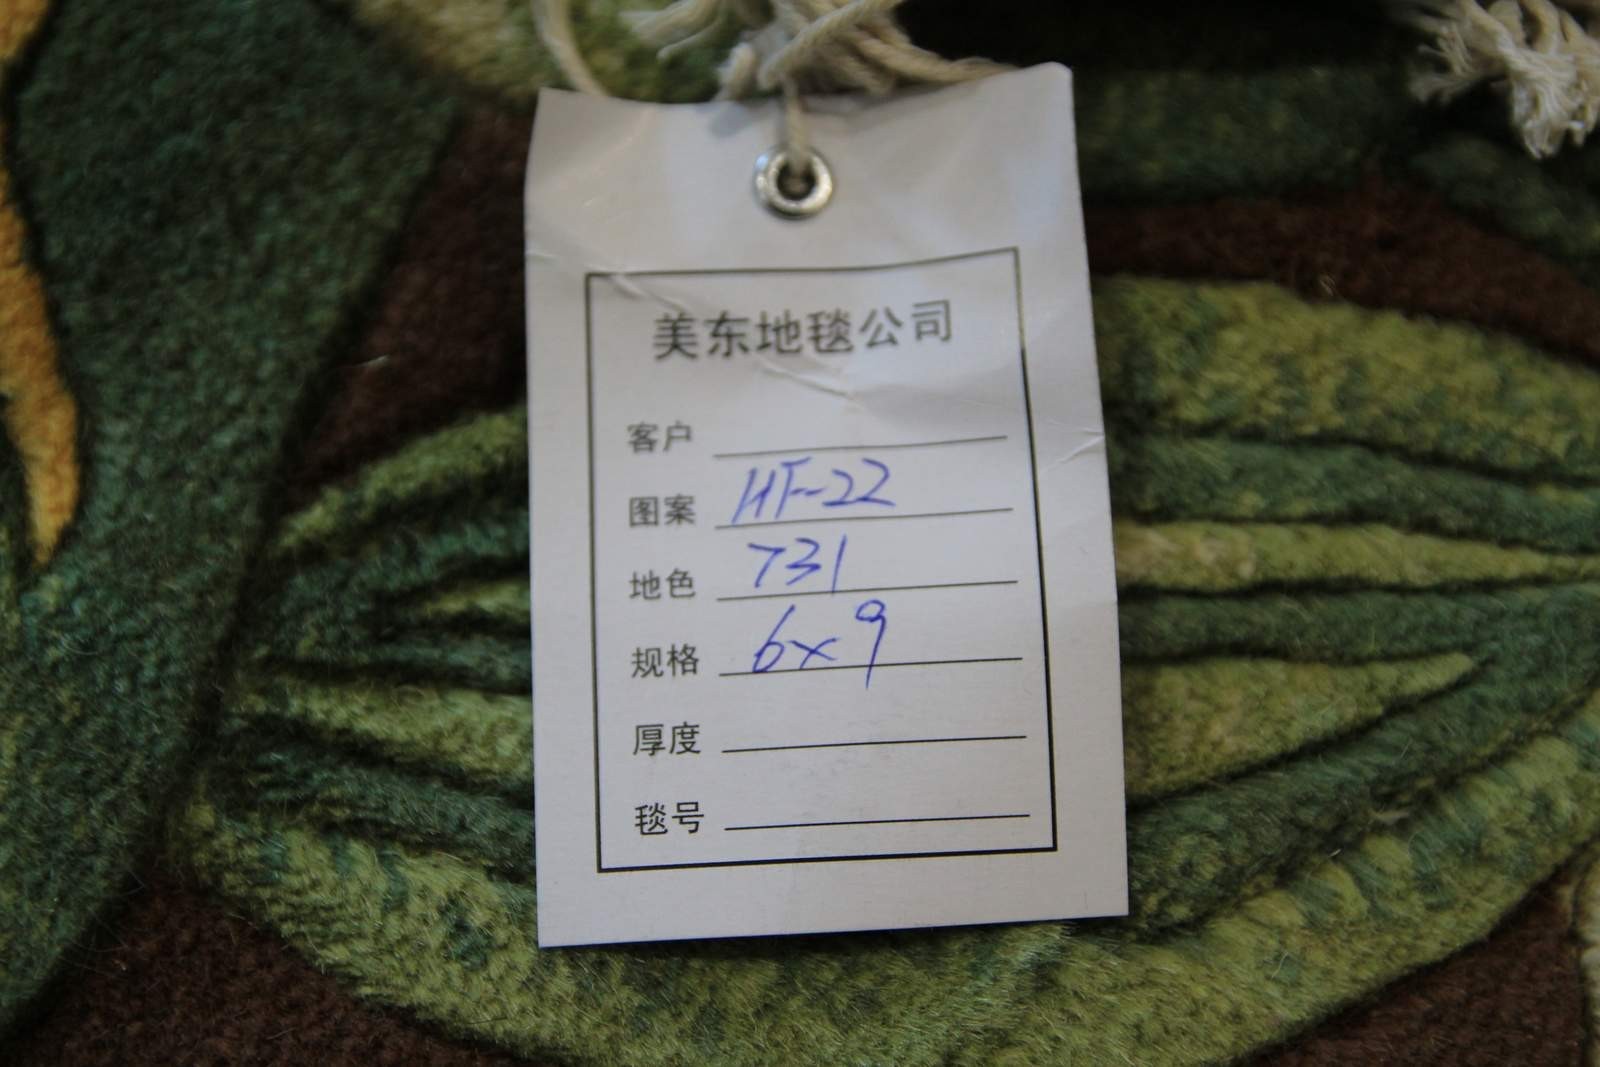 美东地毯公司
客户
图案 HF-22
地色 731
规格 6x9
厚度
毯号